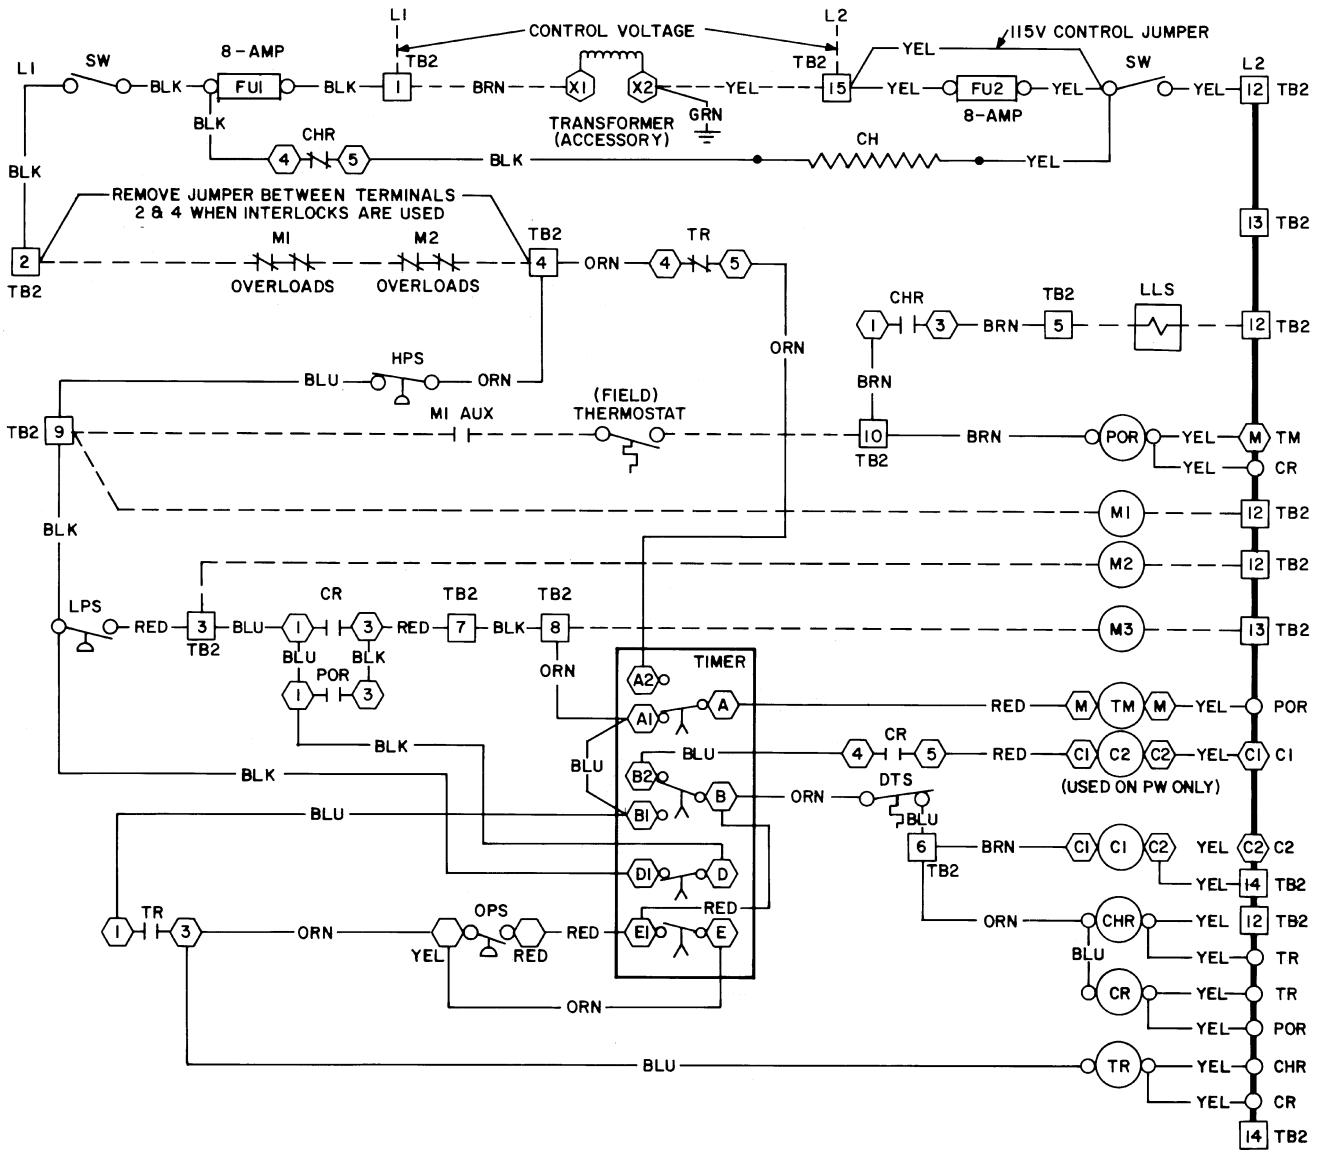 L1
L2
CONTROL VOLTAGE
115V CONTROL JUMPER
YEL
8-AMP
SW
L1
TB2
TB2
SW
L2
BLK
FU1
BLK
1
BRN
X1
X2
YEL
15
YEL
FU2
YEL
YEL
12
TB2
8-AMP
GRN
TRANSFORMER
(ACCESSORY)
BLK
CHR
4
5
BLK
CH
YEL
BLK
REMOVE JUMPER BETWEEN TERMINALS
2 & 4 WHEN INTERLOCKS ARE USED
13
TB2
M1
M2
TB2
TR
2
4
ORN
4
5
OVERLOADS
OVERLOADS
TB2
CHR
TB2
LLS
1
3
BRN
5
12
TB2
ORN
HPS
BLU
ORN
BRN
(FIELD)
THERMOSTAT
M1 AUX
TB2
9
10
TB2
BRN
POR
YEL
M
TM
YEL
CR
M1
12
TB2
BLK
M2
12
TB2
LPS
CR
TB2
TB2
RED
3
TB2
BLU
1
3
RED
7
BLK
8
M3
13
TB2
BLU
BLK
POR
1
3
ORN
TIMER
A2
A1
A
RED
M
TM
M
YEL
POR
BLK
BLU
B2
BLU
4
CR
5
RED
C1
C2
C2
YEL
C1
C1
(USED ON PW ONLY)
BLK
B
ORN
DTS
BLU
BLU
B1
6
TB2
BRN
C1
C1
C2
YEL
C2
C2
D1
D
YEL
14
TB2
RED
TR
1
3
ORN
YEL
OPS
RED
RED
E1
E
ORN
CHR
YEL
12
TB2
BLU
YEL
TR
ORN
CR
YEL
TR
YEL
POR
BLU
TR
YEL
CHR
YEL
CR
14
TB2